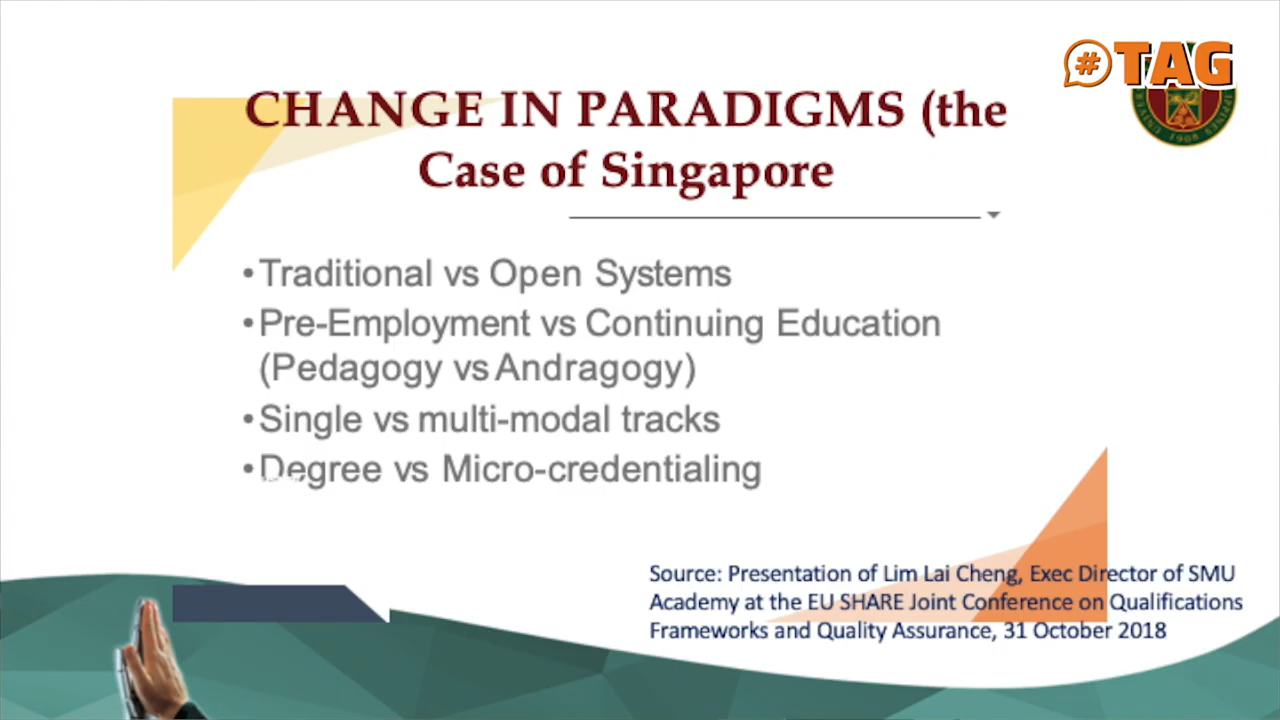 #TAG
CHANGE IN PARADIGMS (the
Case of Singapore
•Traditional vs Open Systems
•Pre-Employment vs Continuing Education
(Pedagogy vs Andragogy)
•Single vs multi-modal tracks
•Degree vs Micro-credentialing
Source: Presentation of Lim Lai Cheng, Exec Director of SMU
Academy at the EU SHARE Joint Conference on Qualifications
Frameworks and Quality Assurance, 31 October 2018
1908